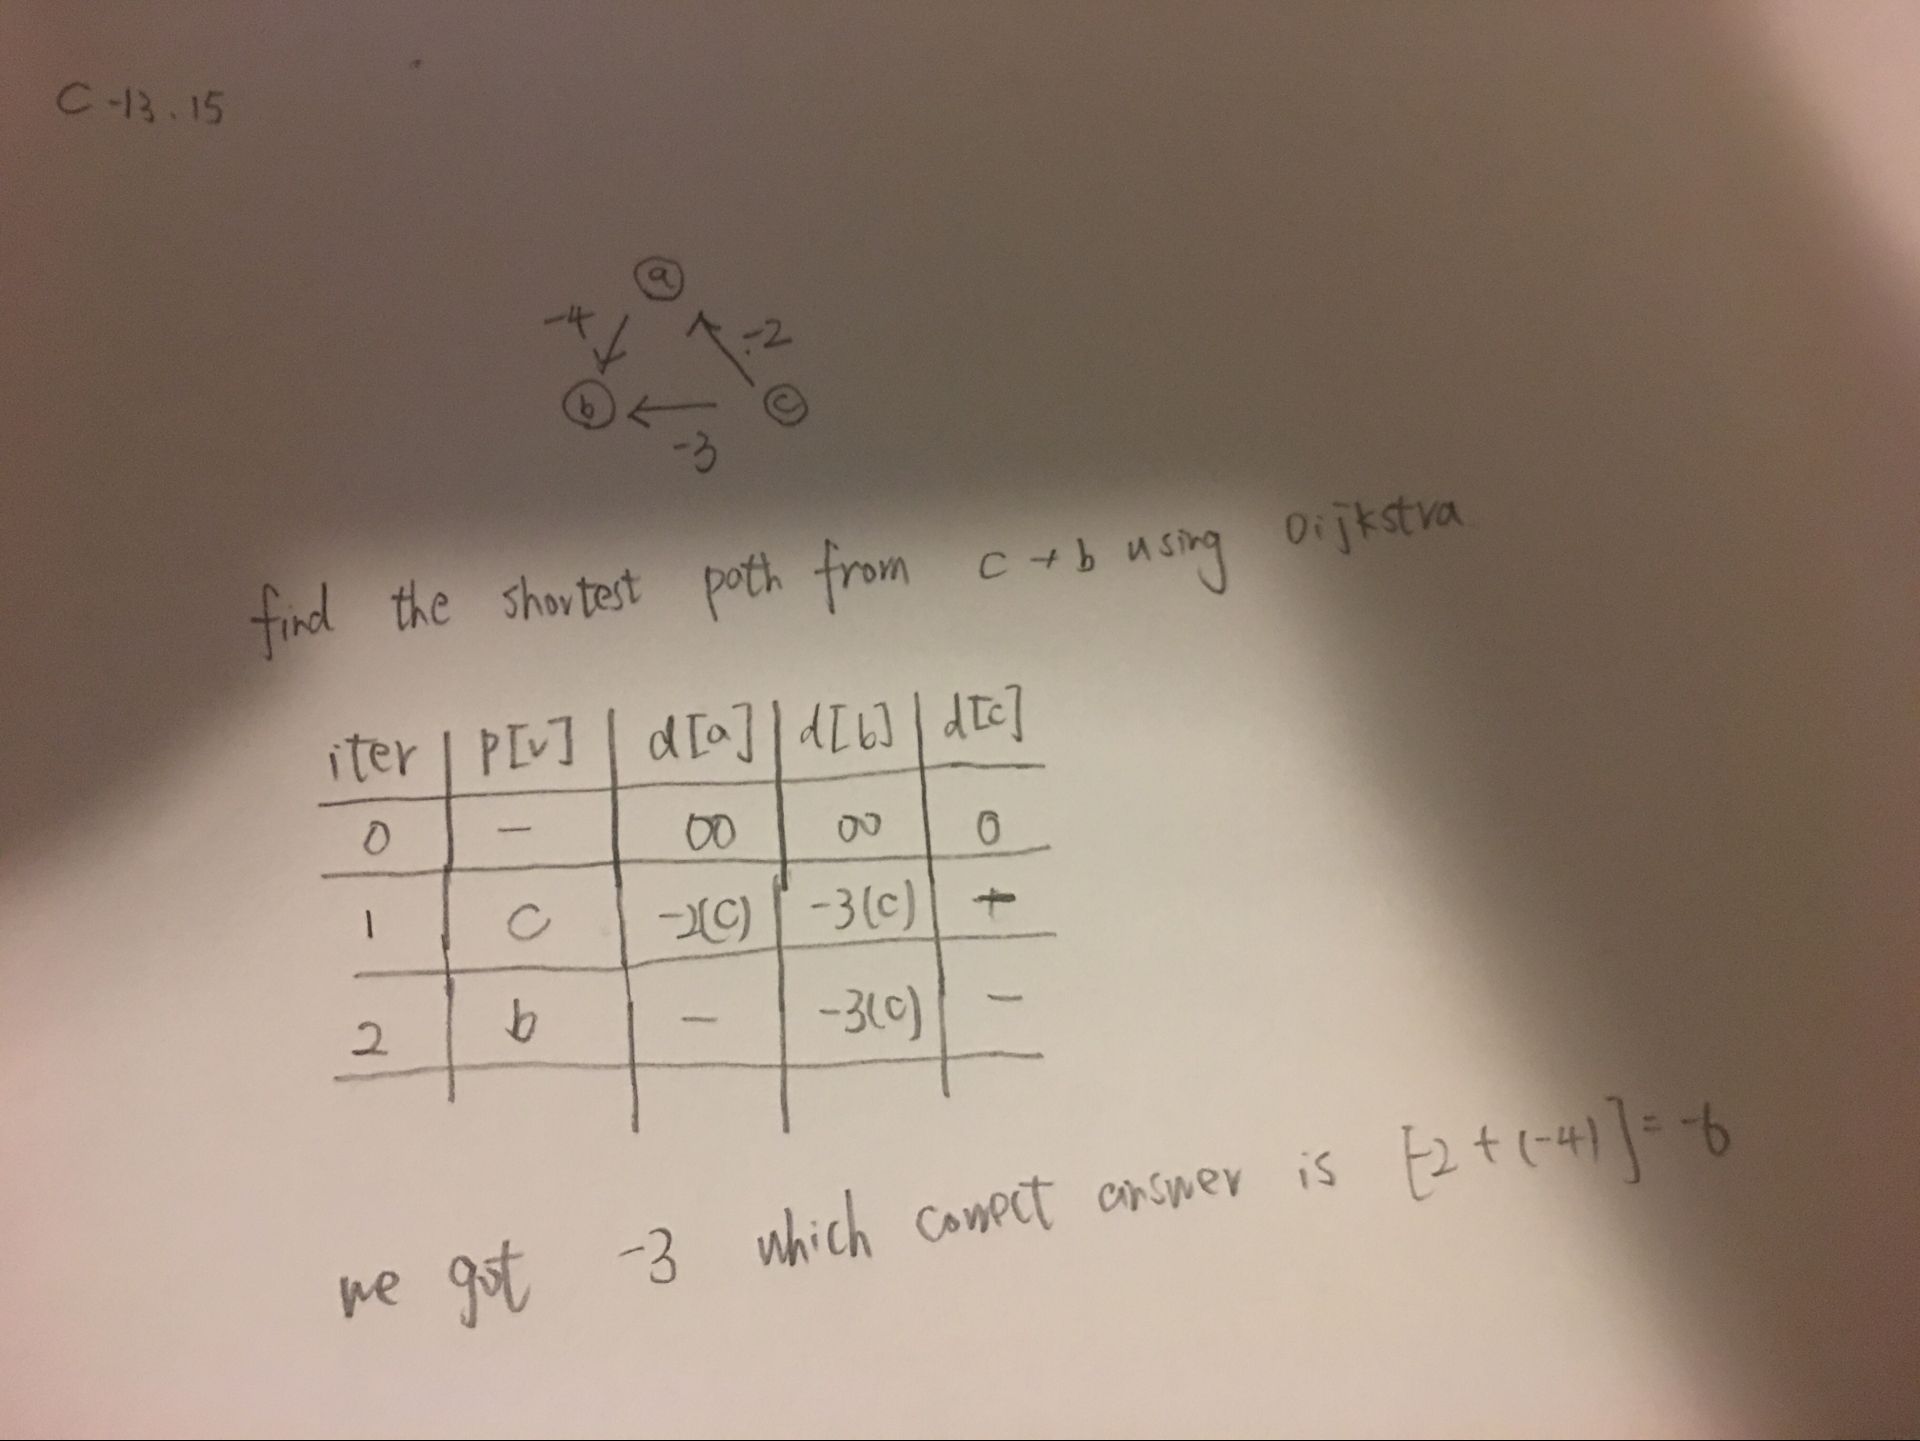 C-13.15
a
-4
-2
b
c
-3
find the shortest path from c → b using Dijkstra
iter p[v] d[a] d[b] d[c]
0 - ∞ ∞ 0
1 c -2(c) -3(c)
2 b - -3(c) -
we got -3 which correct answer is [-2+(-4)]=-6